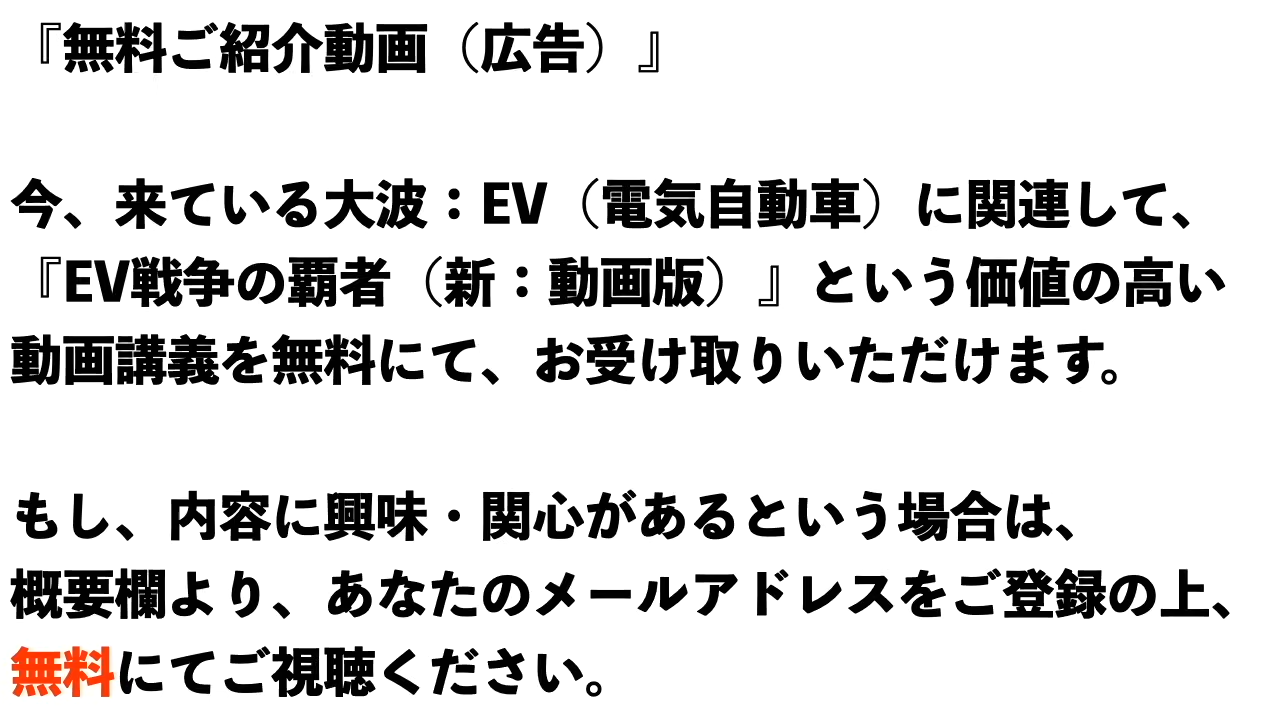 『無料ご紹介動画（広告）』
今、来ている大波：EV（電気自動車）に関連して、
『EV戦争の覇者（新：動画版）』という価値の高い
動画講義を無料にて、お受け取りいただけます。
もし、内容に興味・関心があるという場合は、
概要欄より、あなたのメールアドレスをご登録の上、
無料にてご視聴ください。